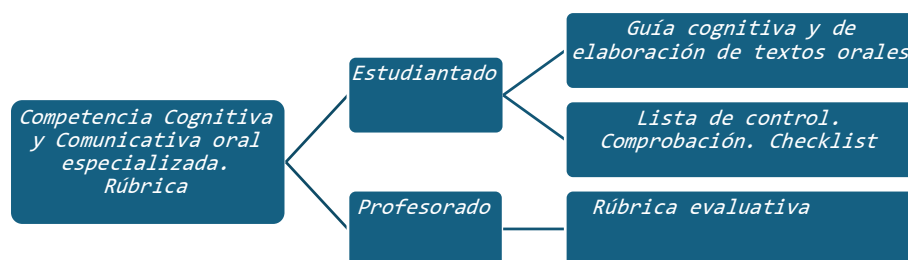 Competencia Cognitiva
y Comunicativa oral
especializada.
Rúbrica
Estudiantado
Guía cognitiva y de
elaboración de textos orales
Lista de control.
Comprobación. Checklist
Profesorado
Rúbrica evaluativa